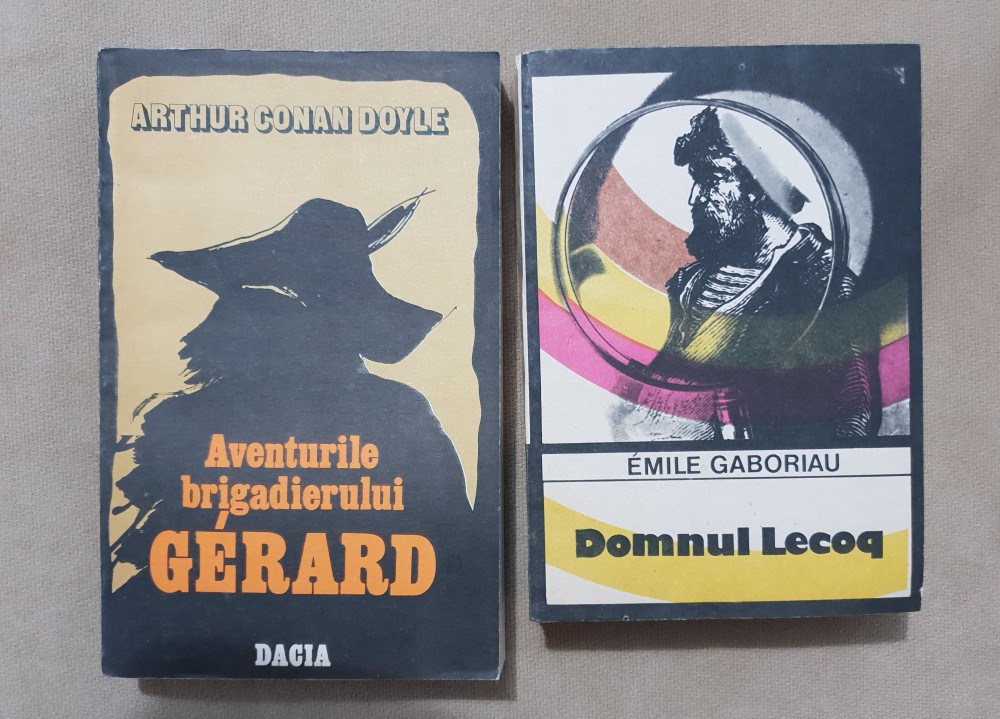 ARTHUR CONAN DOYLE
Aventurile
brigadierului
GÉRARD
DACIA
ÉMILE GABORIAU
Domnul Lecoq